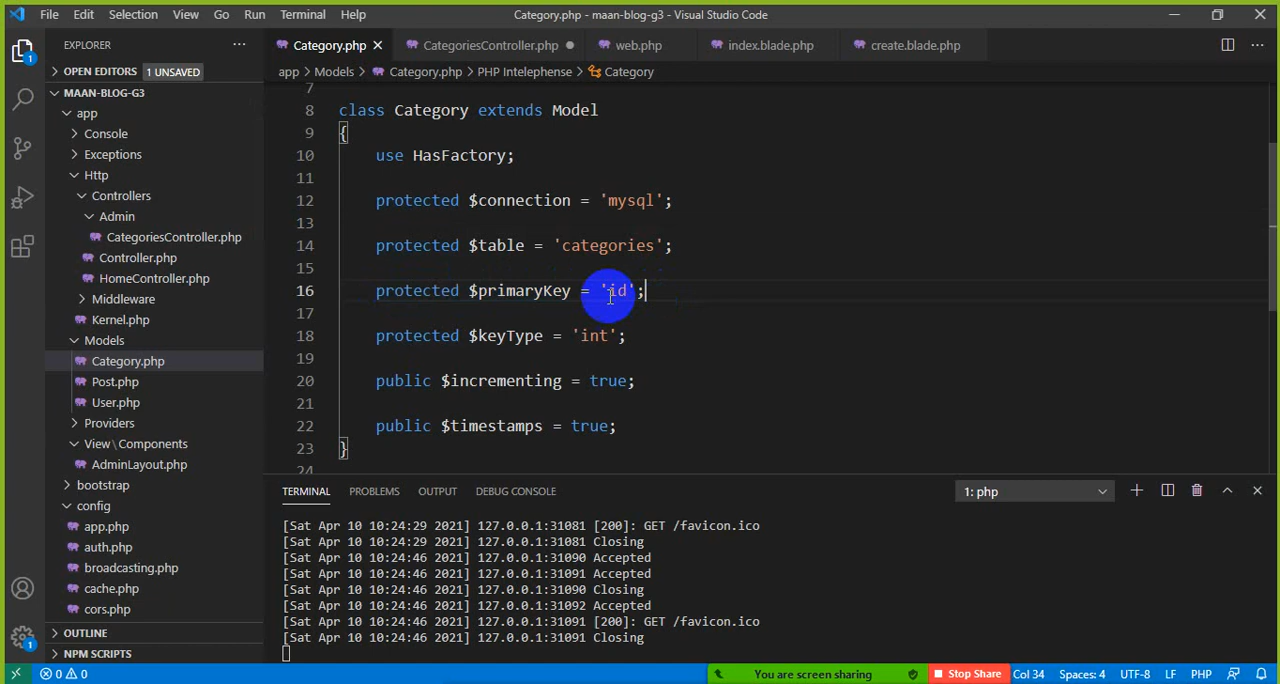 File Edit Selection View Go Run Terminal Help Category.php - maan-blog-g3 - Visual Studio Code
EXPLORER ... Category.php CategoriesController.php web.php index.blade.php create.blade.php
OPEN EDITORS 1 UNSAVED app > Models > Category.php > PHP Intelephense > Category
MAAN-BLOG-G3
app
Console
Exceptions
Http
Controllers
Admin
CategoriesController.php
Controller.php
HomeController.php
Middleware
Kernel.php
Models
Category.php
Post.php
User.php
Providers
View\Components
AdminLayout.php
bootstrap
config
app.php
auth.php
broadcasting.php
cache.php
cors.php
OUTLINE
NPM SCRIPTS
1
1
7
8 class Category extends Model
9 {
10 use HasFactory;
11
12 protected $connection = 'mysql';
13
14 protected $table = 'categories';
15
16 protected $primaryKey = 'id';
17
18 protected $keyType = 'int';
19
20 public $incrementing = true;
21
22 public $timestamps = true;
23 }
24
TERMINAL PROBLEMS OUTPUT DEBUG CONSOLE 1: php
[Sat Apr 10 10:24:29 2021] 127.0.0.1:31081 [200]: GET /favicon.ico
[Sat Apr 10 10:24:29 2021] 127.0.0.1:31081 Closing
[Sat Apr 10 10:24:46 2021] 127.0.0.1:31090 Accepted
[Sat Apr 10 10:24:46 2021] 127.0.0.1:31091 Accepted
[Sat Apr 10 10:24:46 2021] 127.0.0.1:31090 Closing
[Sat Apr 10 10:24:46 2021] 127.0.0.1:31092 Accepted
[Sat Apr 10 10:24:46 2021] 127.0.0.1:31091 [200]: GET /favicon.ico
[Sat Apr 10 10:24:46 2021] 127.0.0.1:31091 Closing
0 0 You are screen sharing Stop Share Col 34 Spaces: 4 UTF-8 LF PHP